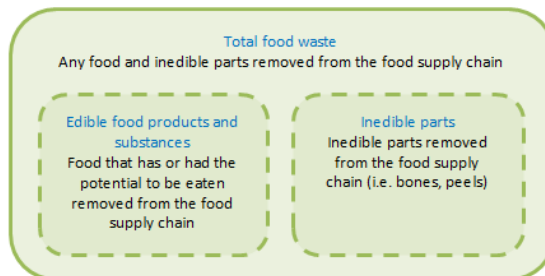 Total food waste
Any food and inedible parts removed from the food supply chain
Edible food products and
substances
Food that has or had the
potential to be eaten
removed from the food
supply chain
Inedible parts
Inedible parts removed
from the food supply
chain (i.e. bones, peels)